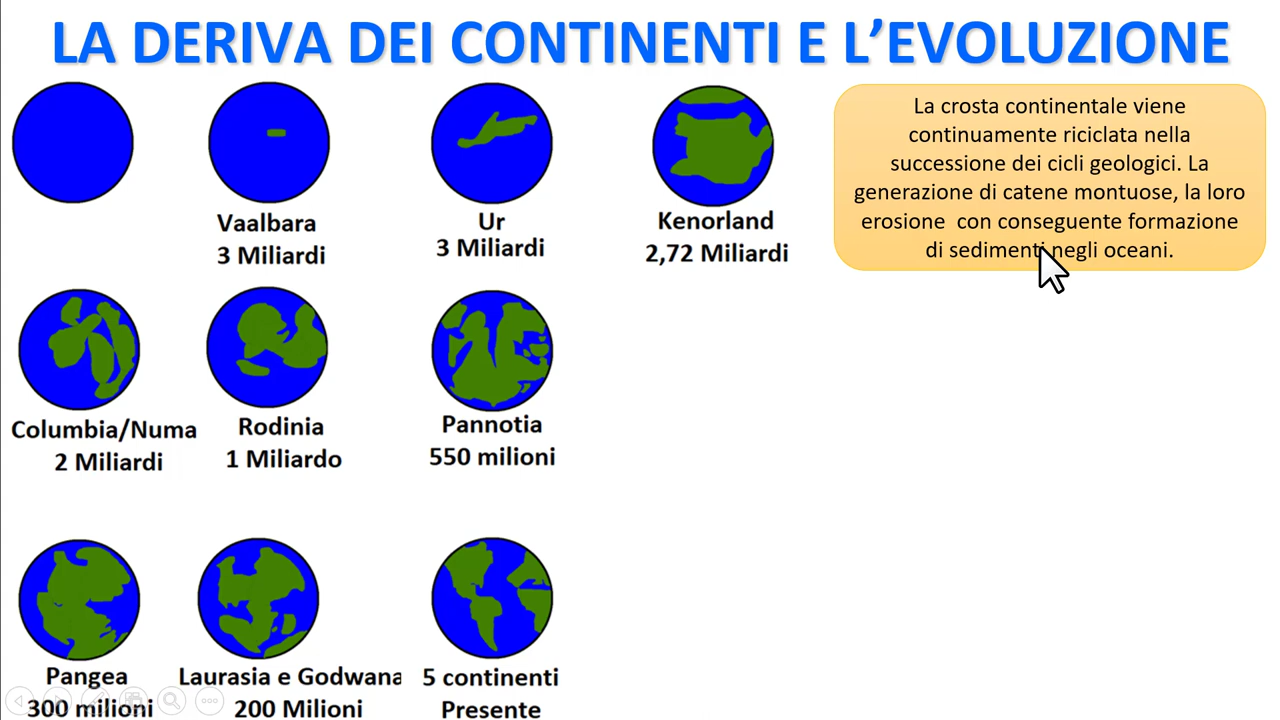 LA DERIVA DEI CONTINENTI E L’EVOLUZIONE
La crosta continentale viene
continuamente riciclata nella
successione dei cicli geologici. La
generazione di catene montuose, la loro
erosione con conseguente formazione
di sedimenti negli oceani.
Vaalbara
3 Miliardi
Ur
3 Miliardi
Kenorland
2,72 Miliardi
Columbia/Numa
2 Miliardi
Rodinia
1 Miliardo
Pannotia
550 milioni
Pangea
300 milioni
Laurasia e Godwana
200 Milioni
5 continenti
Presente